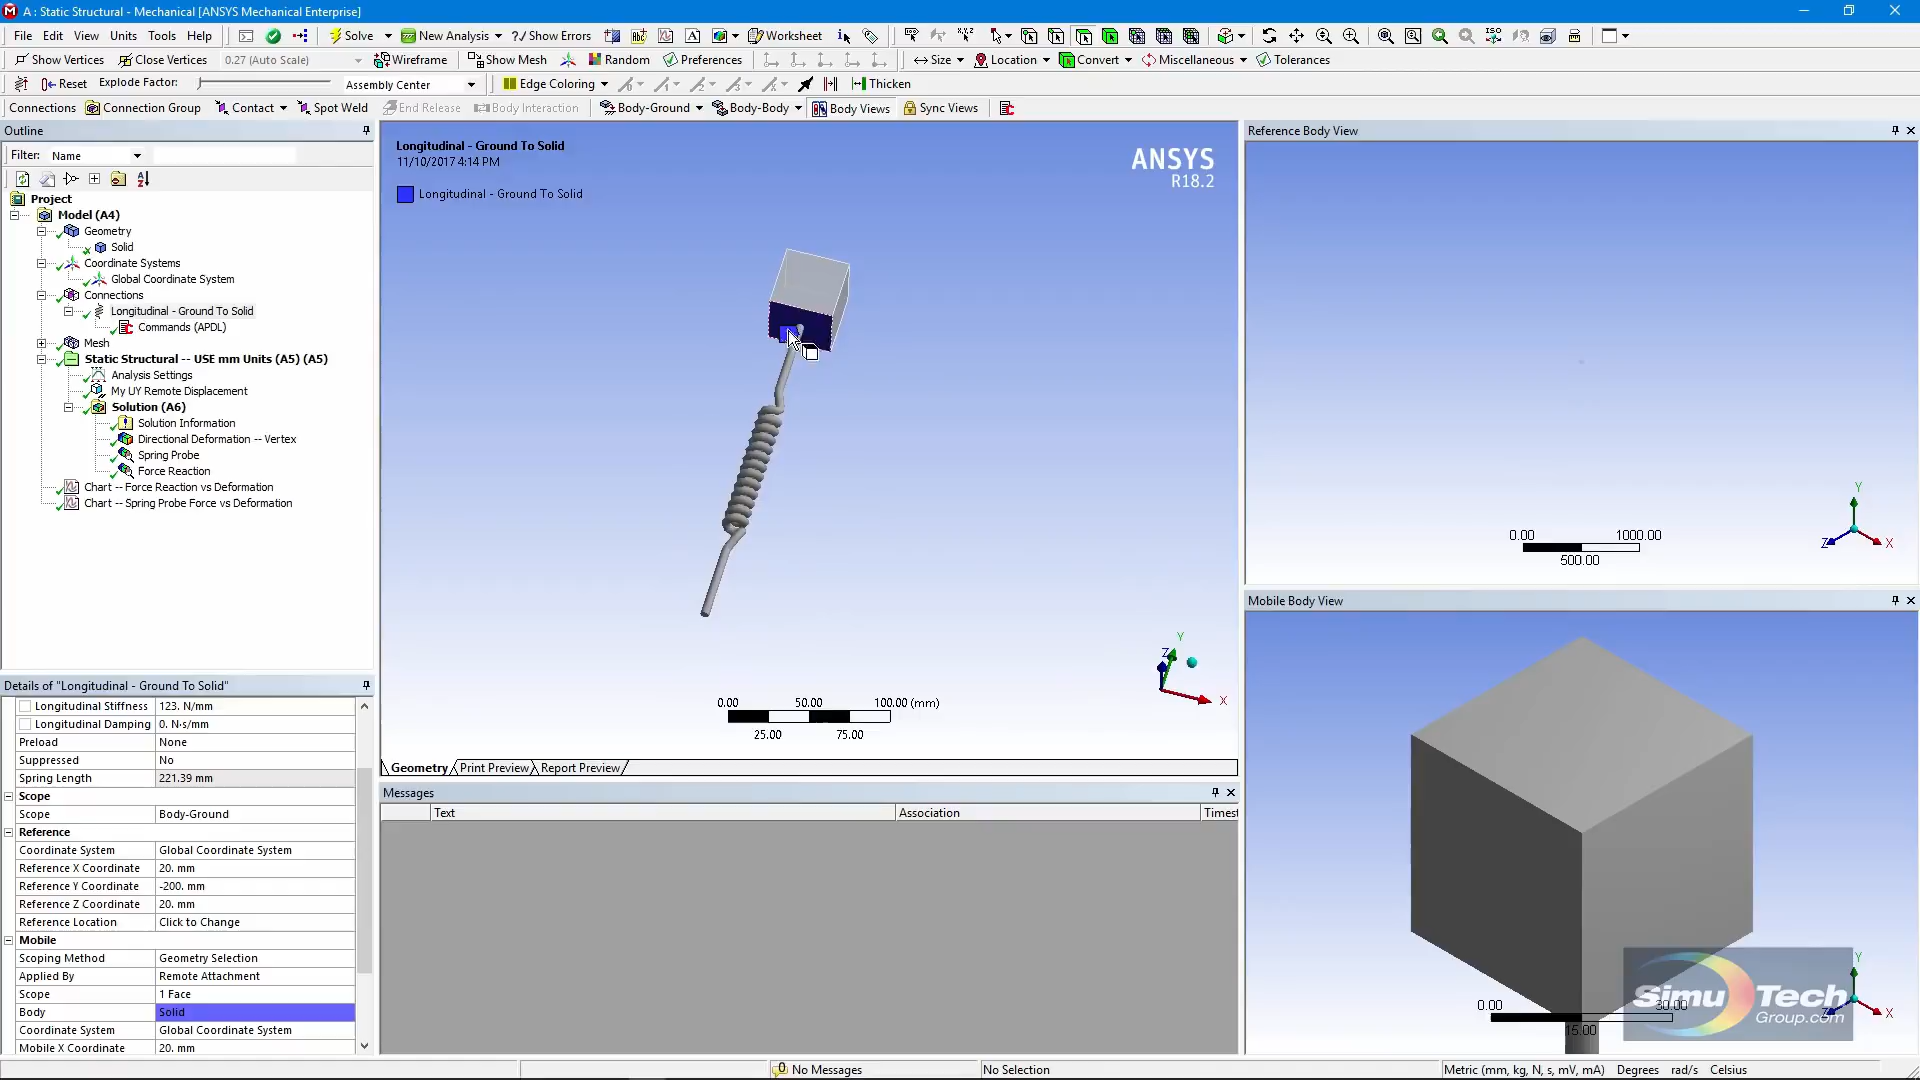 A : Static Structural - Mechanical [ANSYS Mechanical Enterprise]
File Edit View Units Tools Help Solve New Analysis ?/ Show Errors Worksheet
Show Vertices Close Vertices 0.27 (Auto Scale) Wireframe Show Mesh Random Preferences Size Location Convert Miscellaneous Tolerances
Reset Explode Factor: Assembly Center Edge Coloring Thicken
Connections Connection Group Contact Spot Weld End Release Body Interaction Body-Ground Body-Body Body Views Sync Views
Outline
Filter: Name
Project
Model (A4)
Geometry
Solid
Coordinate Systems
Global Coordinate System
Connections
Longitudinal - Ground To Solid
Commands (APDL)
Mesh
Static Structural -- USE mm Units (A5) (A5)
Analysis Settings
My UY Remote Displacement
Solution (A6)
Solution Information
Directional Deformation -- Vertex
Spring Probe
Force Reaction
Chart -- Force Reaction vs Deformation
Chart -- Spring Probe Force vs Deformation
Details of "Longitudinal - Ground To Solid"
Longitudinal Stiffness 123. N/mm
Longitudinal Damping 0. N·s/mm
Preload None
Suppressed No
Spring Length 221.39 mm
Scope
Scope Body-Ground
Reference
Coordinate System Global Coordinate System
Reference X Coordinate 20. mm
Reference Y Coordinate -200. mm
Reference Z Coordinate 20. mm
Reference Location Click to Change
Mobile
Scoping Method Geometry Selection
Applied By Remote Attachment
Scope 1 Face
Body Solid
Coordinate System Global Coordinate System
Mobile X Coordinate 20. mm
Longitudinal - Ground To Solid
11/10/2017 4:14 PM
Longitudinal - Ground To Solid
ANSYS
R18.2
Y
Z
X
0.00 50.00 100.00 (mm)
25.00 75.00
Geometry Print Preview Report Preview
Messages
Text Association Timest
Reference Body View
Y
Z X
0.00 1000.00
500.00
Mobile Body View
Y
X
0.00 30.00
15.00
SimuTech
Group.com
No Messages No Selection Metric (mm, kg, N, s, mV, mA) Degrees rad/s Celsius